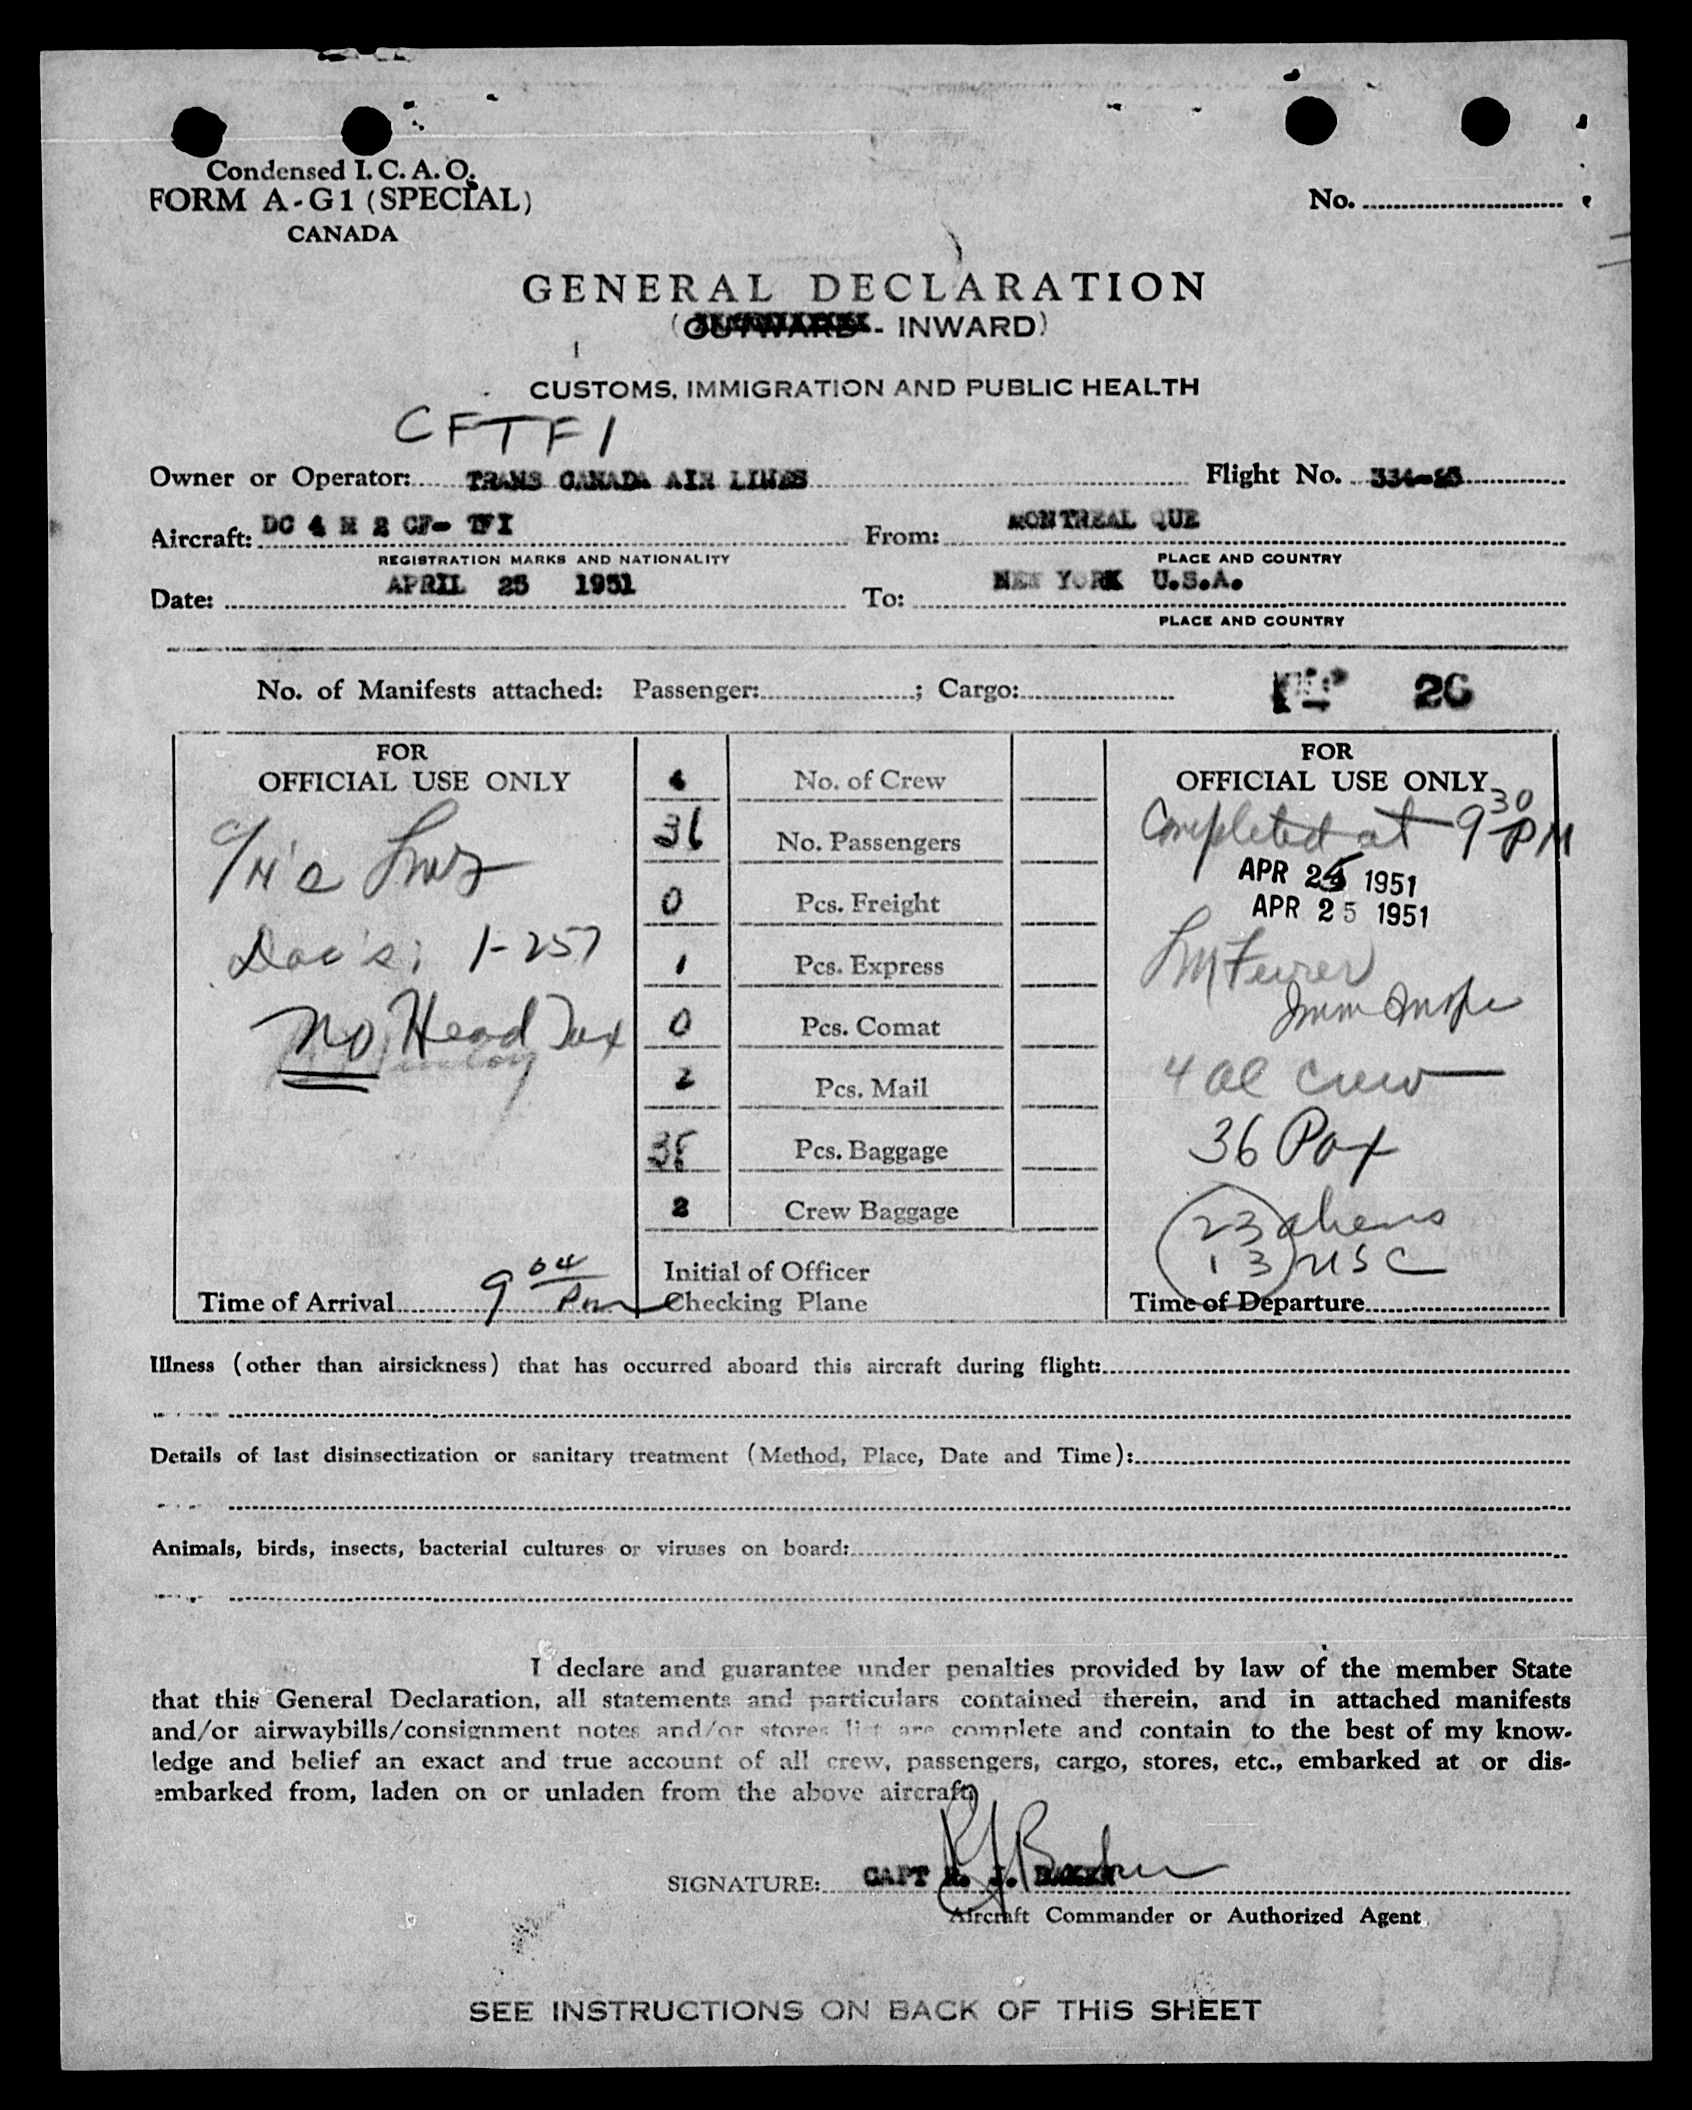 Condensed I. C. A. O.
FORM A-G1 (SPECIAL)
CANADA
No.
GENERAL DECLARATION
(OUTWARD - INWARD)
CUSTOMS, IMMIGRATION AND PUBLIC HEALTH
CFTFI
Owner or Operator: TRANS CANADA AIR LINES Flight No. 334-25
Aircraft: DC 4 M 2 CF- TFI From: MONTREAL QUE
REGISTRATION MARKS AND NATIONALITY PLACE AND COUNTRY
Date: APRIL 25 1951 To: NEW YORK U.S.A.
PLACE AND COUNTRY
No. of Manifests attached: Passenger: ; Cargo: 26
FOR
OFFICIAL USE ONLY
Doc's: 1-257
No Head Tax
Time of Arrival 9 04 Pm
4 No. of Crew
36 No. Passengers
0 Pcs. Freight
1 Pcs. Express
0 Pcs. Comat
2 Pcs. Mail
38 Pcs. Baggage
2 Crew Baggage
Initial of Officer
Checking Plane
FOR
OFFICIAL USE ONLY
Completed at 9 30 PM
APR 25 1951
APR 25 1951
4 al crew
36 Pax
23 aliens
13 USC
Time of Departure
Illness (other than airsickness) that has occurred aboard this aircraft during flight:
Details of last disinsectization or sanitary treatment (Method, Place, Date and Time):
Animals, birds, insects, bacterial cultures or viruses on board:
I declare and guarantee under penalties provided by law of the member State
that this General Declaration, all statements and particulars contained therein, and in attached manifests
and/or airwaybills/consignment notes and/or stores list are complete and contain to the best of my know-
ledge and belief an exact and true account of all crew, passengers, cargo, stores, etc., embarked at or dis-
embarked from, laden on or unladen from the above aircraft.
RJ Baker
SIGNATURE: CAPT R. J. BAKER
Aircraft Commander or Authorized Agent
SEE INSTRUCTIONS ON BACK OF THIS SHEET